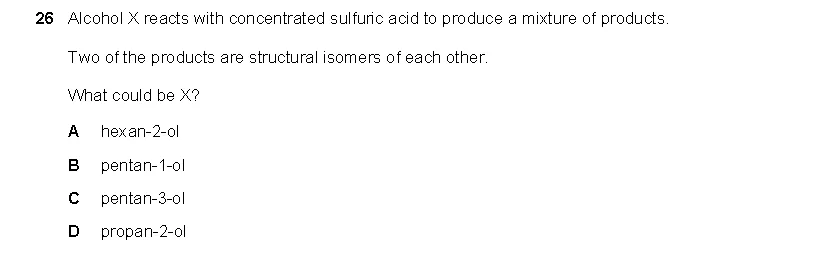 26 Alcohol X reacts with concentrated sulfuric acid to produce a mixture of products.
Two of the products are structural isomers of each other.
What could be X?
A hexan-2-ol
B pentan-1-ol
C pentan-3-ol
D propan-2-ol